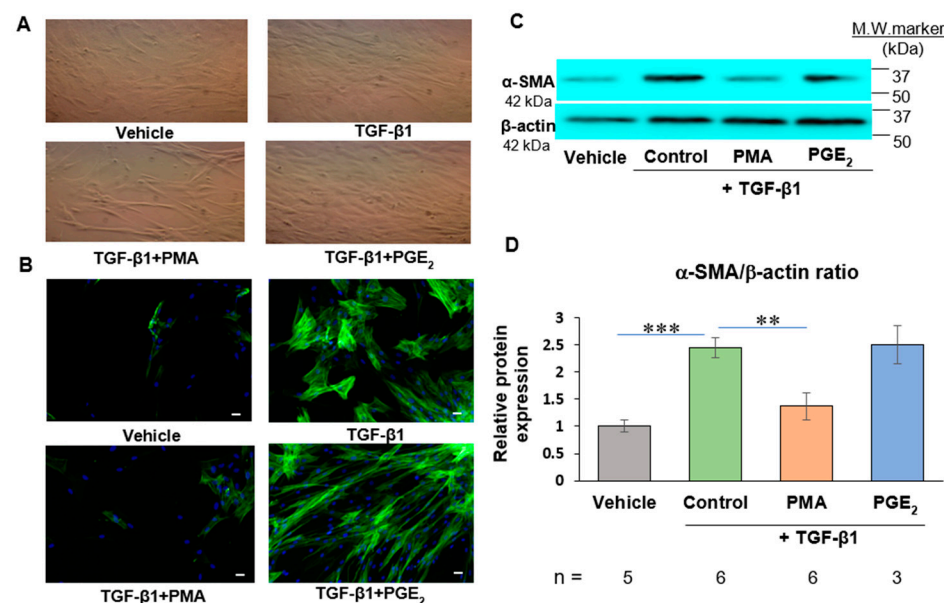 A
Vehicle
TGF-β1
TGF-β1+PMA
TGF-β1+PGE₂
B
Vehicle
TGF-β1
TGF-β1+PMA
TGF-β1+PGE₂
C
M.W.marker
(kDa)
α-SMA
42 kDa
37
50
β-actin
42 kDa
37
50
Vehicle
Control
PMA
PGE₂
+ TGF-β1
D
α-SMA/β-actin ratio
Relative protein
expression
3
2.5
2
1.5
1
0.5
0
***
**
Vehicle
Control
PMA
PGE₂
+ TGF-β1
n =
5
6
6
3